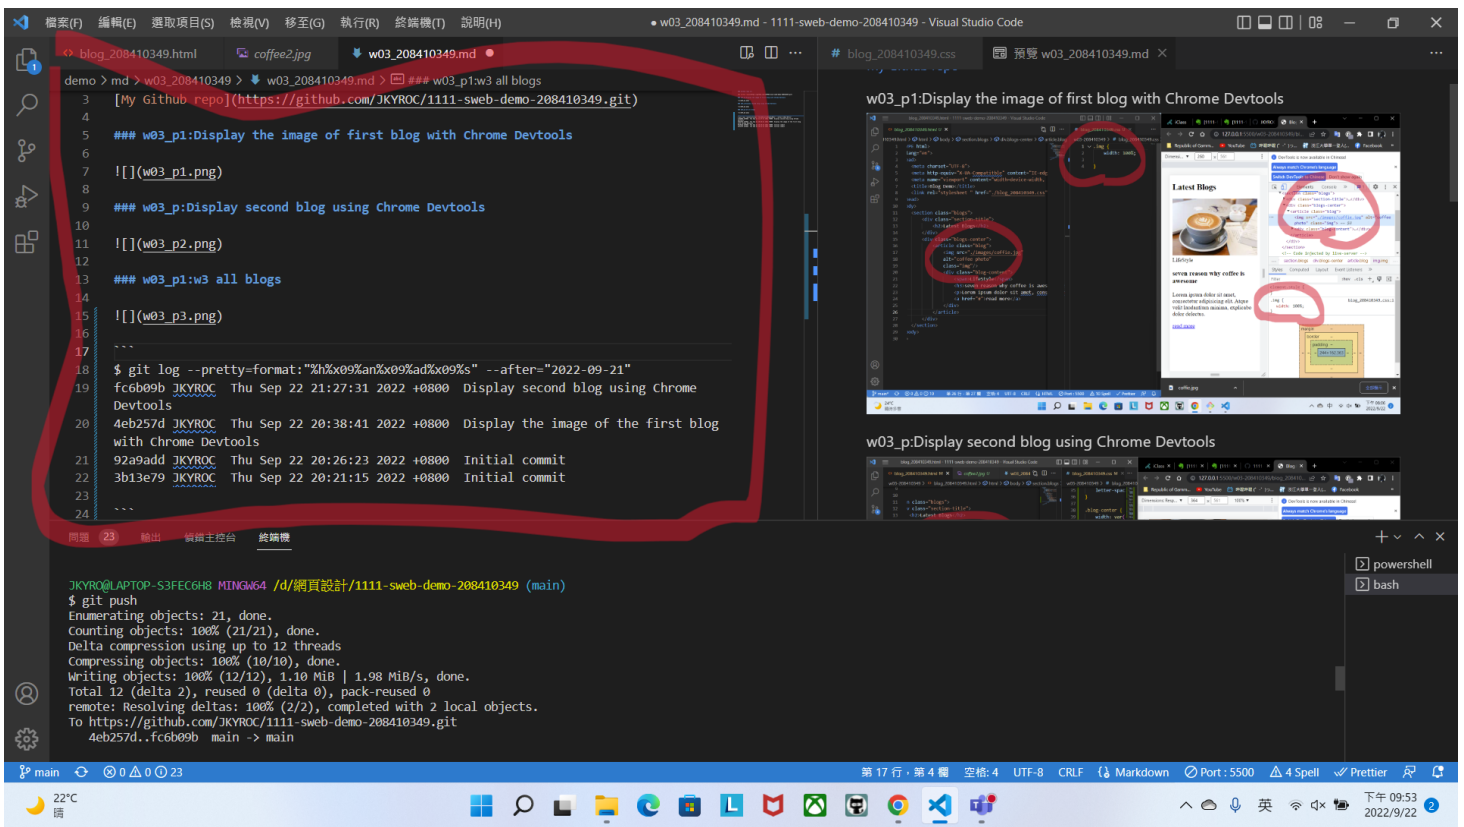 檔案(F) 編輯(E) 選取項目(S) 檢視(V) 移至(G) 執行(R) 終端機(T) 說明(H)
● w03_208410349.md - 1111-sweb-demo-208410349 - Visual Studio Code
blog_208410349.html
coffee2.jpg
w03_208410349.md ●
# blog_208410349.css
預覽 w03_208410349.md
demo > md > w03_208410349 > w03_208410349.md > ### w03_p1:w3 all blogs
3 [My Github repo](https://github.com/JKYROC/1111-sweb-demo-208410349.git)
4
5 ### w03_p1:Display the image of first blog with Chrome Devtools
6
7 ![](w03_p1.png)
8
9 ### w03_p:Display second blog using Chrome Devtools
10
11 ![](w03_p2.png)
12
13 ### w03_p1:w3 all blogs
14
15 ![](w03_p3.png)
16
17 ```
18 $ git log --pretty=format:"%h%x09%an%x09%ad%x09%s" --after="2022-09-21"
19 fc6b09b JKYROC Thu Sep 22 21:27:31 2022 +0800 Display second blog using Chrome
Devtools
20 4eb257d JKYROC Thu Sep 22 20:38:41 2022 +0800 Display the image of the first blog
with Chrome Devtools
21 92a9add JKYROC Thu Sep 22 20:26:23 2022 +0800 Initial commit
22 3b13e79 JKYROC Thu Sep 22 20:21:15 2022 +0800 Initial commit
23
24 ```
w03_p1:Display the image of first blog with Chrome Devtools
Latest Blogs
LifeStyle
seven reason why coffee is
awesome
read more
w03_p:Display second blog using Chrome Devtools
問題 23 輸出 偵錯主控台 終端機
powershell
bash
JKYRO@LAPTOP-S3FEC6H8 MINGW64 /d/網頁設計/1111-sweb-demo-208410349 (main)
$ git push
Enumerating objects: 21, done.
Counting objects: 100% (21/21), done.
Delta compression using up to 12 threads
Compressing objects: 100% (10/10), done.
Writing objects: 100% (12/12), 1.10 MiB | 1.98 MiB/s, done.
Total 12 (delta 2), reused 0 (delta 0), pack-reused 0
remote: Resolving deltas: 100% (2/2), completed with 2 local objects.
To https://github.com/JKYROC/1111-sweb-demo-208410349.git
4eb257d..fc6b09b main -> main
main 0 0 23
第 17 行，第 4 欄 空格: 4 UTF-8 CRLF Markdown Port : 5500 4 Spell Prettier
22°C
晴
英
下午 09:53
2022/9/22
2